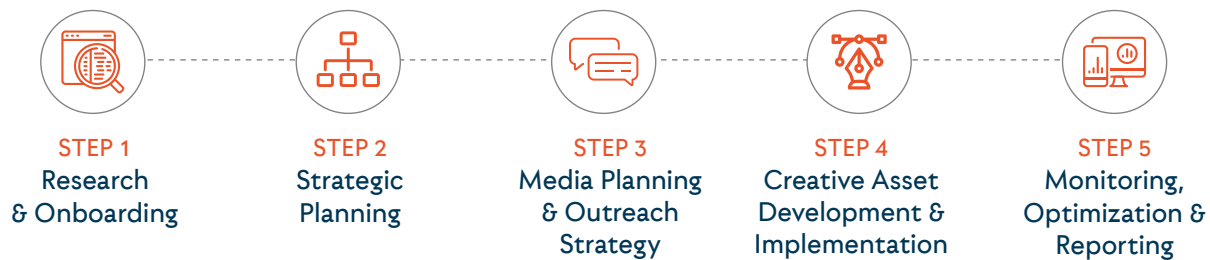 STEP 1
Research
& Onboarding
STEP 2
Strategic
Planning
STEP 3
Media Planning
& Outreach
Strategy
STEP 4
Creative Asset
Development &
Implementation
STEP 5
Monitoring,
Optimization &
Reporting